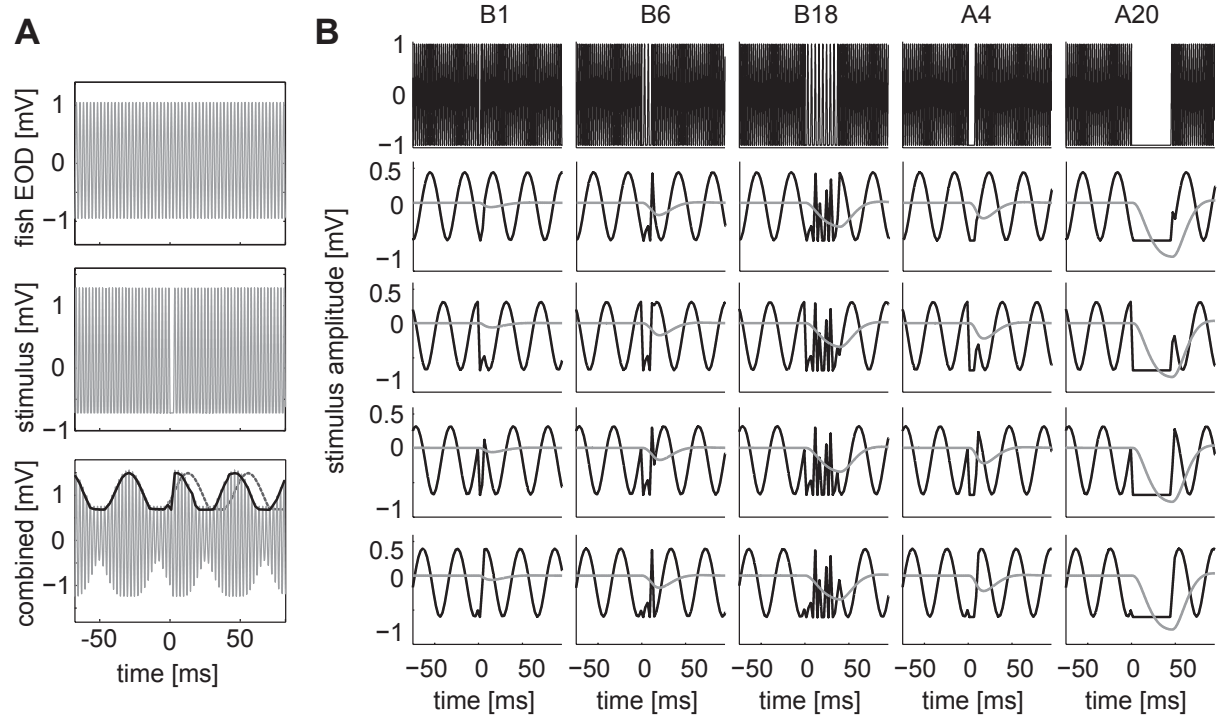 A
fish EOD [mV]
1
0
−1
stimulus [mV]
1
0
−1
combined [mV]
1
0
−1
-50 0 50
time [ms]
B
B1 B6 B18 A4 A20
1
0
−1
stimulus amplitude [mV]
0.5
0
−1
0.5
0
−1
0.5
0
−1
0.5
0
−1
−50 0 50 −50 0 50 −50 0 50 −50 0 50 −50 0 50
time [ms] time [ms] time [ms] time [ms] time [ms]